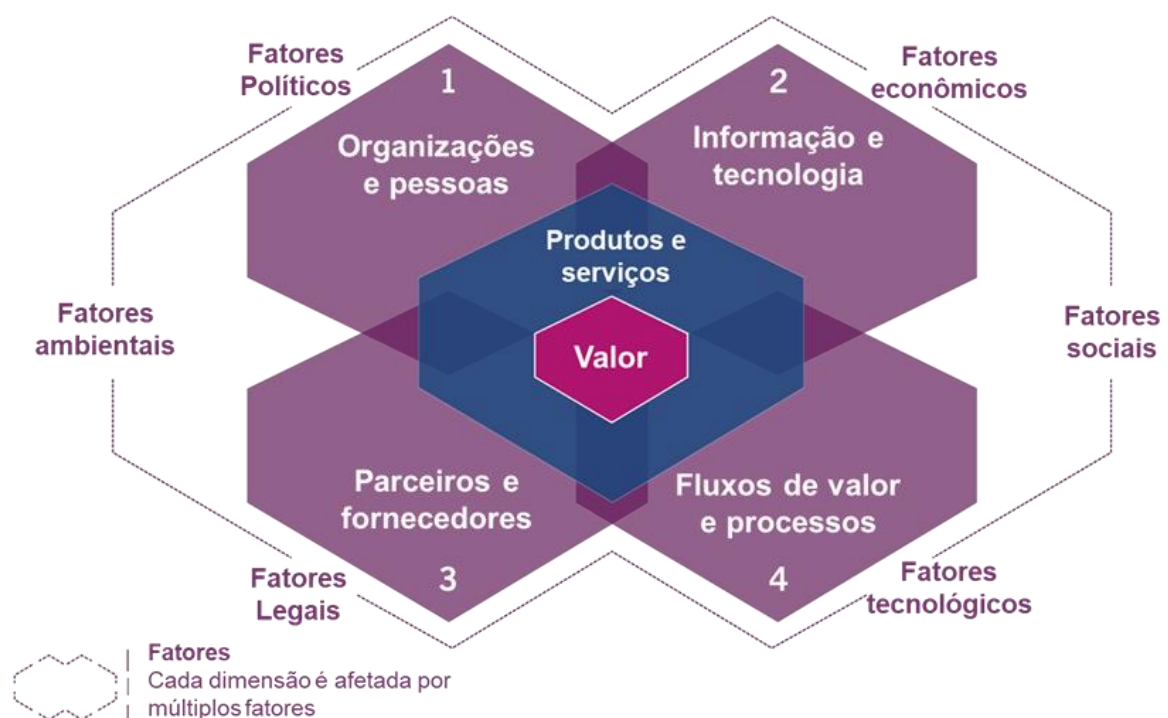 Fatores
Políticos
1
Organizações
e pessoas
2
Informação e
tecnologia
Fatores
econômicos
Produtos e
serviços
Valor
Fatores
ambientais
Fatores
sociais
Parceiros e
fornecedores
3
Fluxos de valor
e processos
4
Fatores
Legais
Fatores
tecnológicos
Fatores
Cada dimensão é afetada por
múltiplos fatores